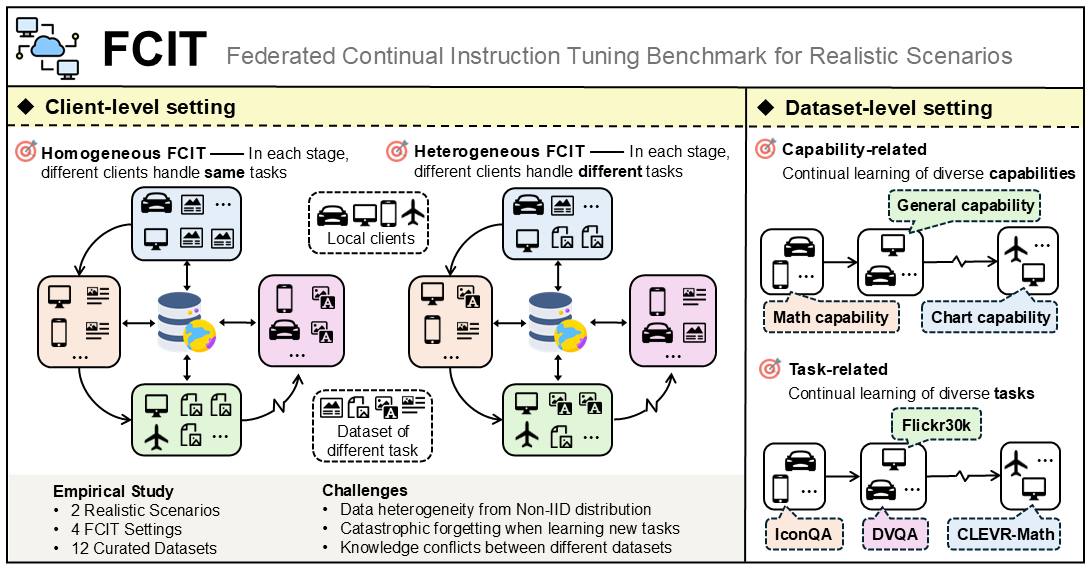 FCIT Federated Continual Instruction Tuning Benchmark for Realistic Scenarios
◆ Client-level setting
Homogeneous FCIT —— In each stage,
different clients handle same tasks
Heterogeneous FCIT —— In each stage,
different clients handle different tasks
...
Local clients
...
...
...
...
...
...
...
Dataset of
different task
A
A
A
A
A
A
Empirical Study
• 2 Realistic Scenarios
• 4 FCIT Settings
• 12 Curated Datasets
Challenges
• Data heterogeneity from Non-IID distribution
• Catastrophic forgetting when learning new tasks
• Knowledge conflicts between different datasets
◆ Dataset-level setting
Capability-related
Continual learning of diverse capabilities
General capability
...
...
...
Math capability
Chart capability
Task-related
Continual learning of diverse tasks
Flickr30k
...
...
...
IconQA
DVQA
CLEVR-Math